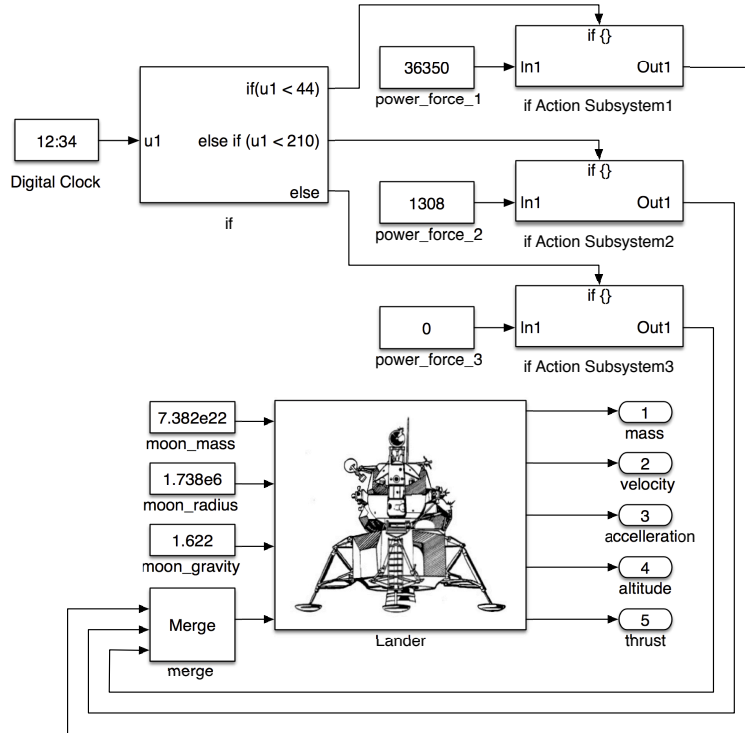 if {}
36350
In1
Out1
power_force_1
if Action Subsystem1
if(u1 < 44)
12:34
u1
else if (u1 < 210)
else
Digital Clock
if
if {}
1308
In1
Out1
power_force_2
if Action Subsystem2
if {}
0
In1
Out1
power_force_3
if Action Subsystem3
7.382e22
moon_mass
1.738e6
moon_radius
1.622
moon_gravity
Merge
merge
Lander
1
mass
2
velocity
3
accelleration
4
altitude
5
thrust